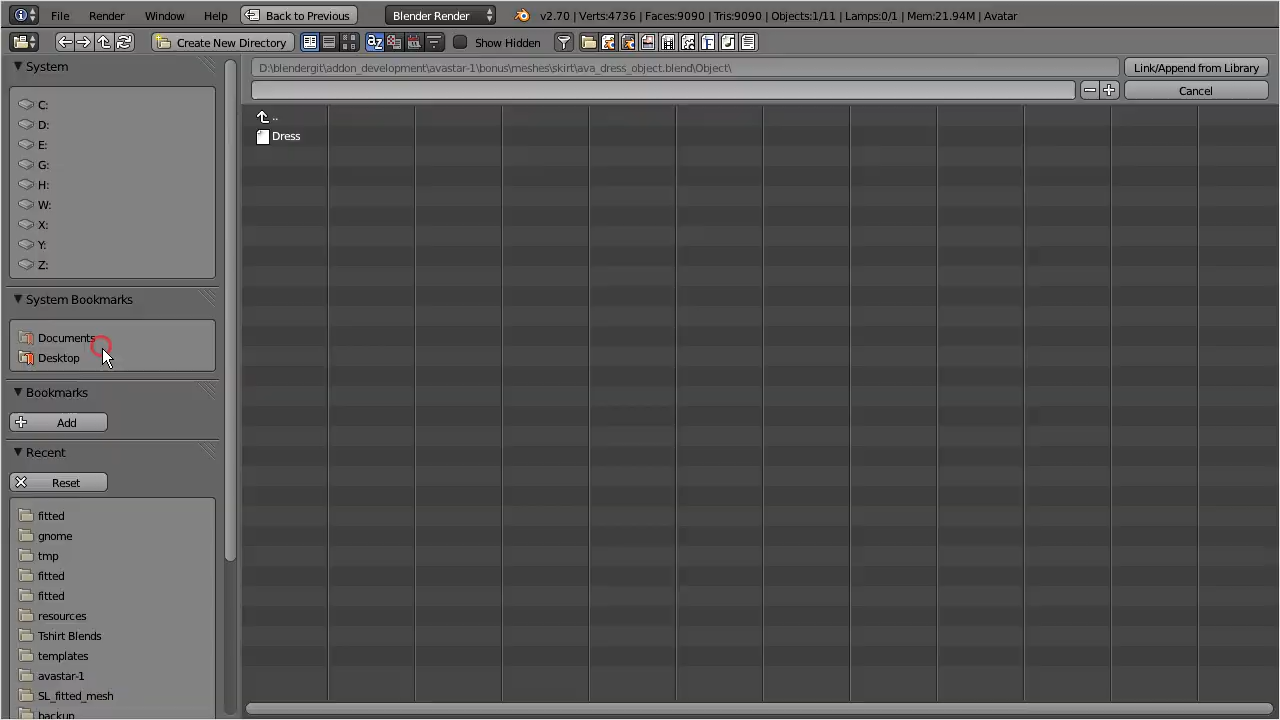 File Render Window Help Back to Previous Blender Render v2.70 | Verts:4736 | Faces:9090 | Tris:9090 | Objects:1/11 | Lamps:0/1 | Mem:21.94M | Avatar
Create New Directory Show Hidden
System
D:\blendergit\addon_development\avastar-1\bonus\meshes\skirt\ava_dress_object.blend\Object\ Link/Append from Library
Cancel
C:
..
D:
Dress
E:
G:
H:
W:
X:
Y:
Z:
System Bookmarks
Documents
Desktop
Bookmarks
Add
Recent
Reset
fitted
gnome
tmp
fitted
fitted
resources
Tshirt Blends
templates
avastar-1
SL_fitted_mesh
backup